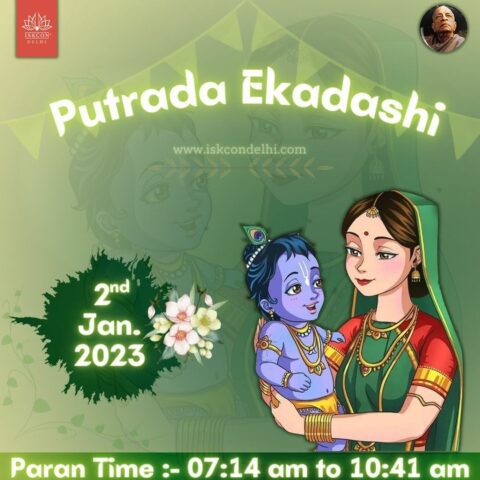 ISKCON
DELHI
Putrada Ekadashi
www.iskcondelhi.com
2nd
Jan.
2023
Paran Time :- 07:14 am to 10:41 am